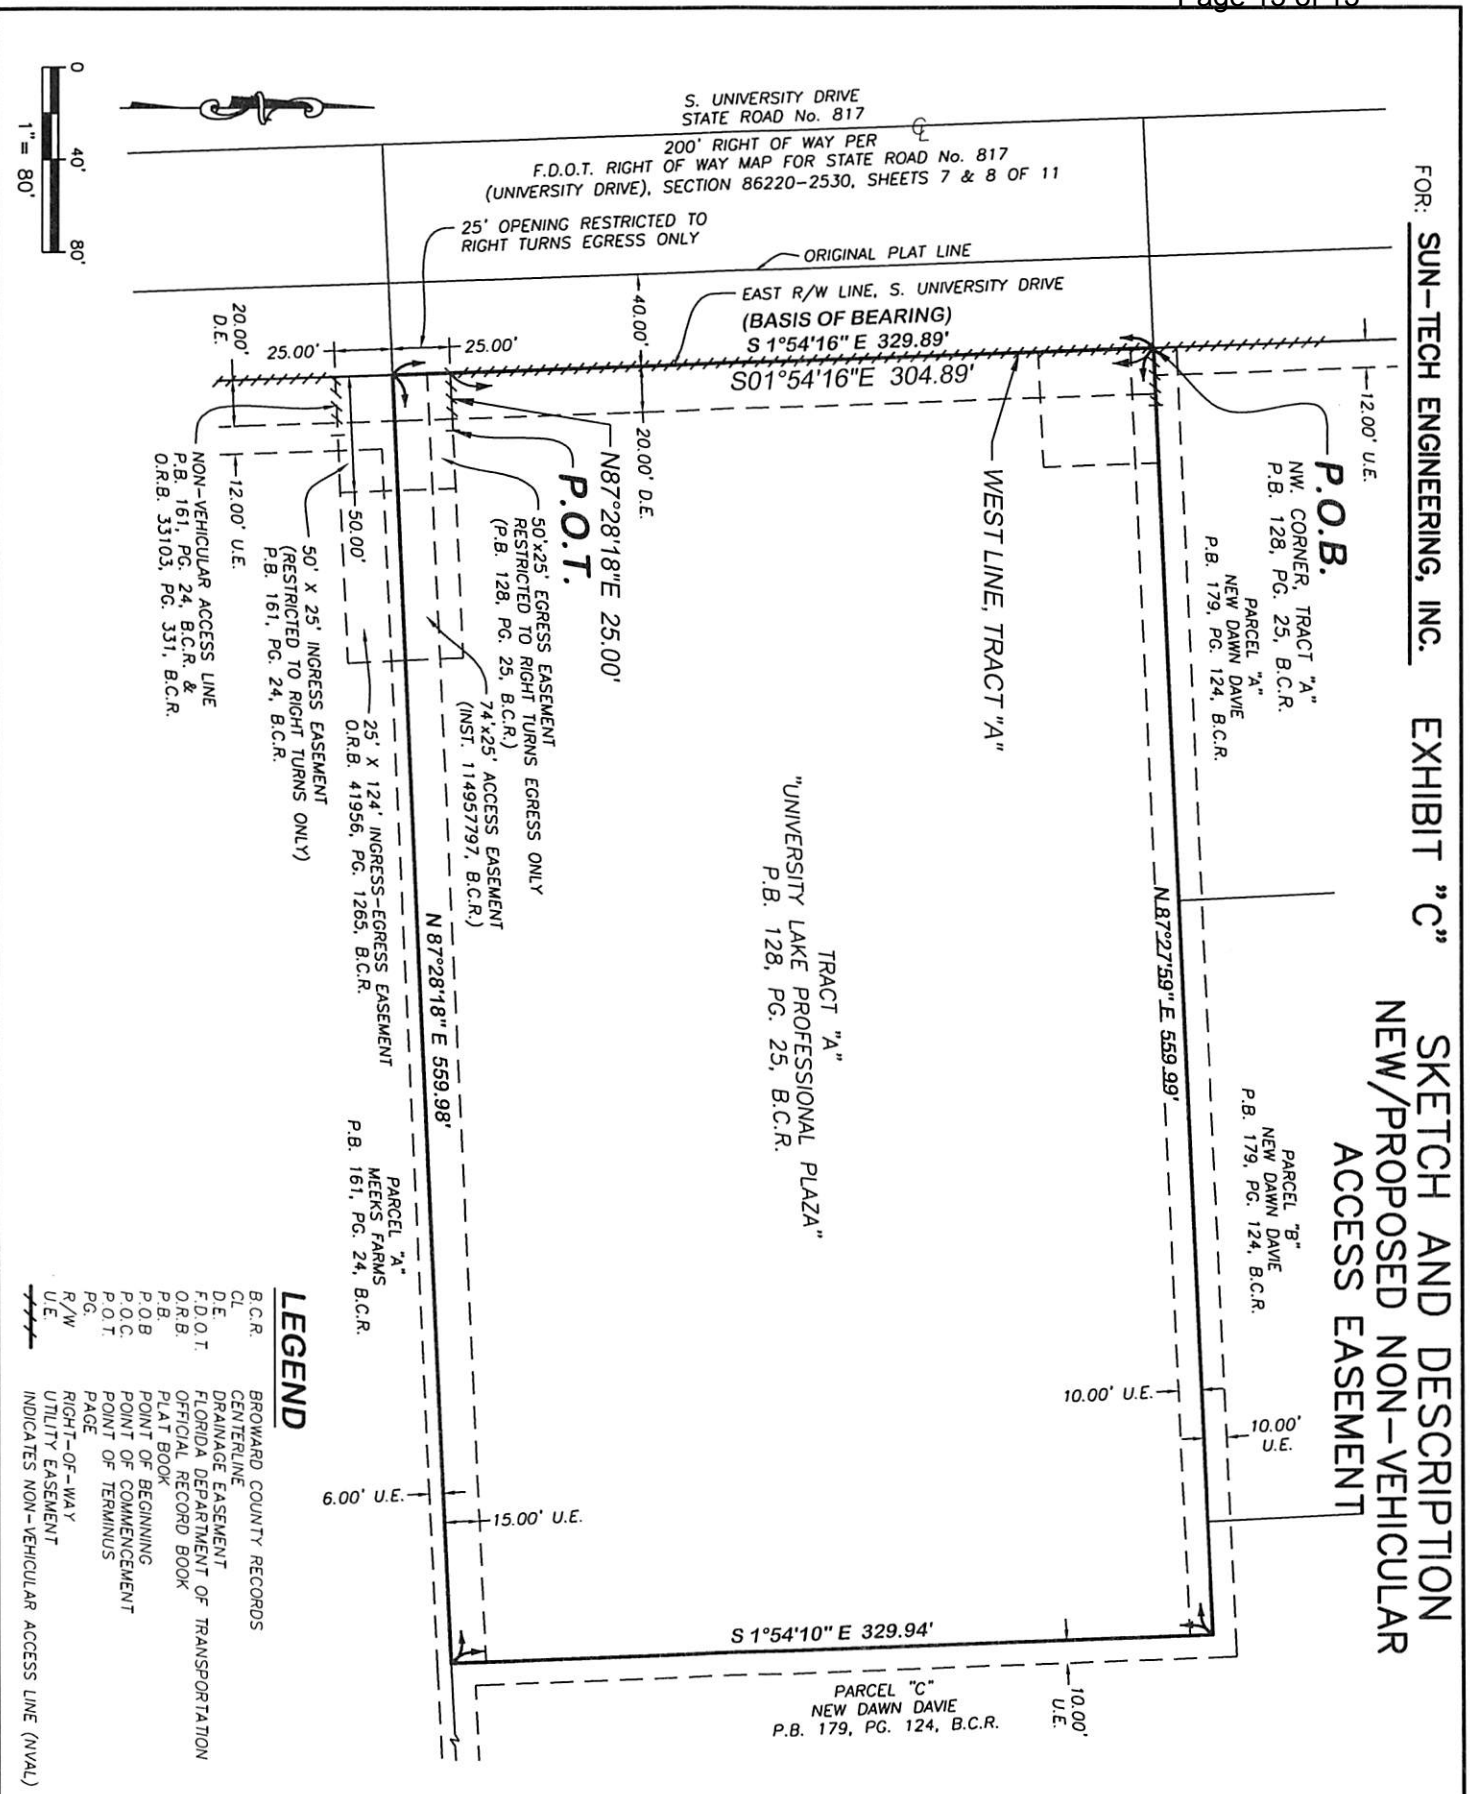 FOR: SUN-TECH ENGINEERING, INC.
EXHIBIT "C"
SKETCH AND DESCRIPTION
NEW/PROPOSED NON-VEHICULAR
ACCESS EASEMENT
0
40'
80'
1" = 80'
S. UNIVERSITY DRIVE
STATE ROAD No. 817
CL
200' RIGHT OF WAY PER
F.D.O.T. RIGHT OF WAY MAP FOR STATE ROAD No. 817
(UNIVERSITY DRIVE), SECTION 86220-2530, SHEETS 7 & 8 OF 11
25' OPENING RESTRICTED TO
RIGHT TURNS EGRESS ONLY
ORIGINAL PLAT LINE
EAST R/W LINE, S. UNIVERSITY DRIVE
(BASIS OF BEARING)
S 1°54'16" E 329.89'
S01°54'16"E 304.89'
40.00'
20.00' D.E.
20.00'
D.E.
25.00'
25.00'
12.00' U.E.
12.00' U.E.
50.00'
P.O.B.
NW. CORNER, TRACT "A"
P.B. 128, PG. 25, B.C.R.
PARCEL "A"
NEW DAWN DAVIE
P.B. 179, PG. 124, B.C.R.
WEST LINE, TRACT "A"
N87°28'18"E 25.00'
P.O.T.
50'x25' EGRESS EASEMENT
RESTRICTED TO RIGHT TURNS EGRESS ONLY
(P.B. 128, PG. 25, B.C.R.)
74'x25' ACCESS EASEMENT
(INST. 114957797, B.C.R.)
25' X 124' INGRESS-EGRESS EASEMENT
O.R.B. 41956, PG. 1265, B.C.R.
50' X 25' INGRESS EASEMENT
(RESTRICTED TO RIGHT TURNS ONLY)
P.B. 161, PG. 24, B.C.R.
NON-VEHICULAR ACCESS LINE
P.B. 161, PG. 24, B.C.R. &
O.R.B. 33103, PG. 331, B.C.R.
N 87°27'59" E 559.99'
TRACT "A"
"UNIVERSITY LAKE PROFESSIONAL PLAZA"
P.B. 128, PG. 25, B.C.R.
N 87°28'18" E 559.98'
PARCEL "B"
NEW DAWN DAVIE
P.B. 179, PG. 124, B.C.R.
PARCEL "A"
MEEKS FARMS
P.B. 161, PG. 24, B.C.R.
10.00' U.E.
10.00'
U.E.
6.00' U.E.
15.00' U.E.
S 1°54'10" E 329.94'
10.00'
U.E.
PARCEL "C"
NEW DAWN DAVIE
P.B. 179, PG. 124, B.C.R.
LEGEND
B.C.R. BROWARD COUNTY RECORDS
CL CENTERLINE
D.E. DRAINAGE EASEMENT
F.D.O.T. FLORIDA DEPARTMENT OF TRANSPORTATION
O.R.B. OFFICIAL RECORD BOOK
P.B. PLAT BOOK
P.O.B POINT OF BEGINNING
P.O.C. POINT OF COMMENCEMENT
P.O.T. POINT OF TERMINUS
PG. PAGE
R/W RIGHT-OF-WAY
U.E. UTILITY EASEMENT
INDICATES NON-VEHICULAR ACCESS LINE (NVAL)